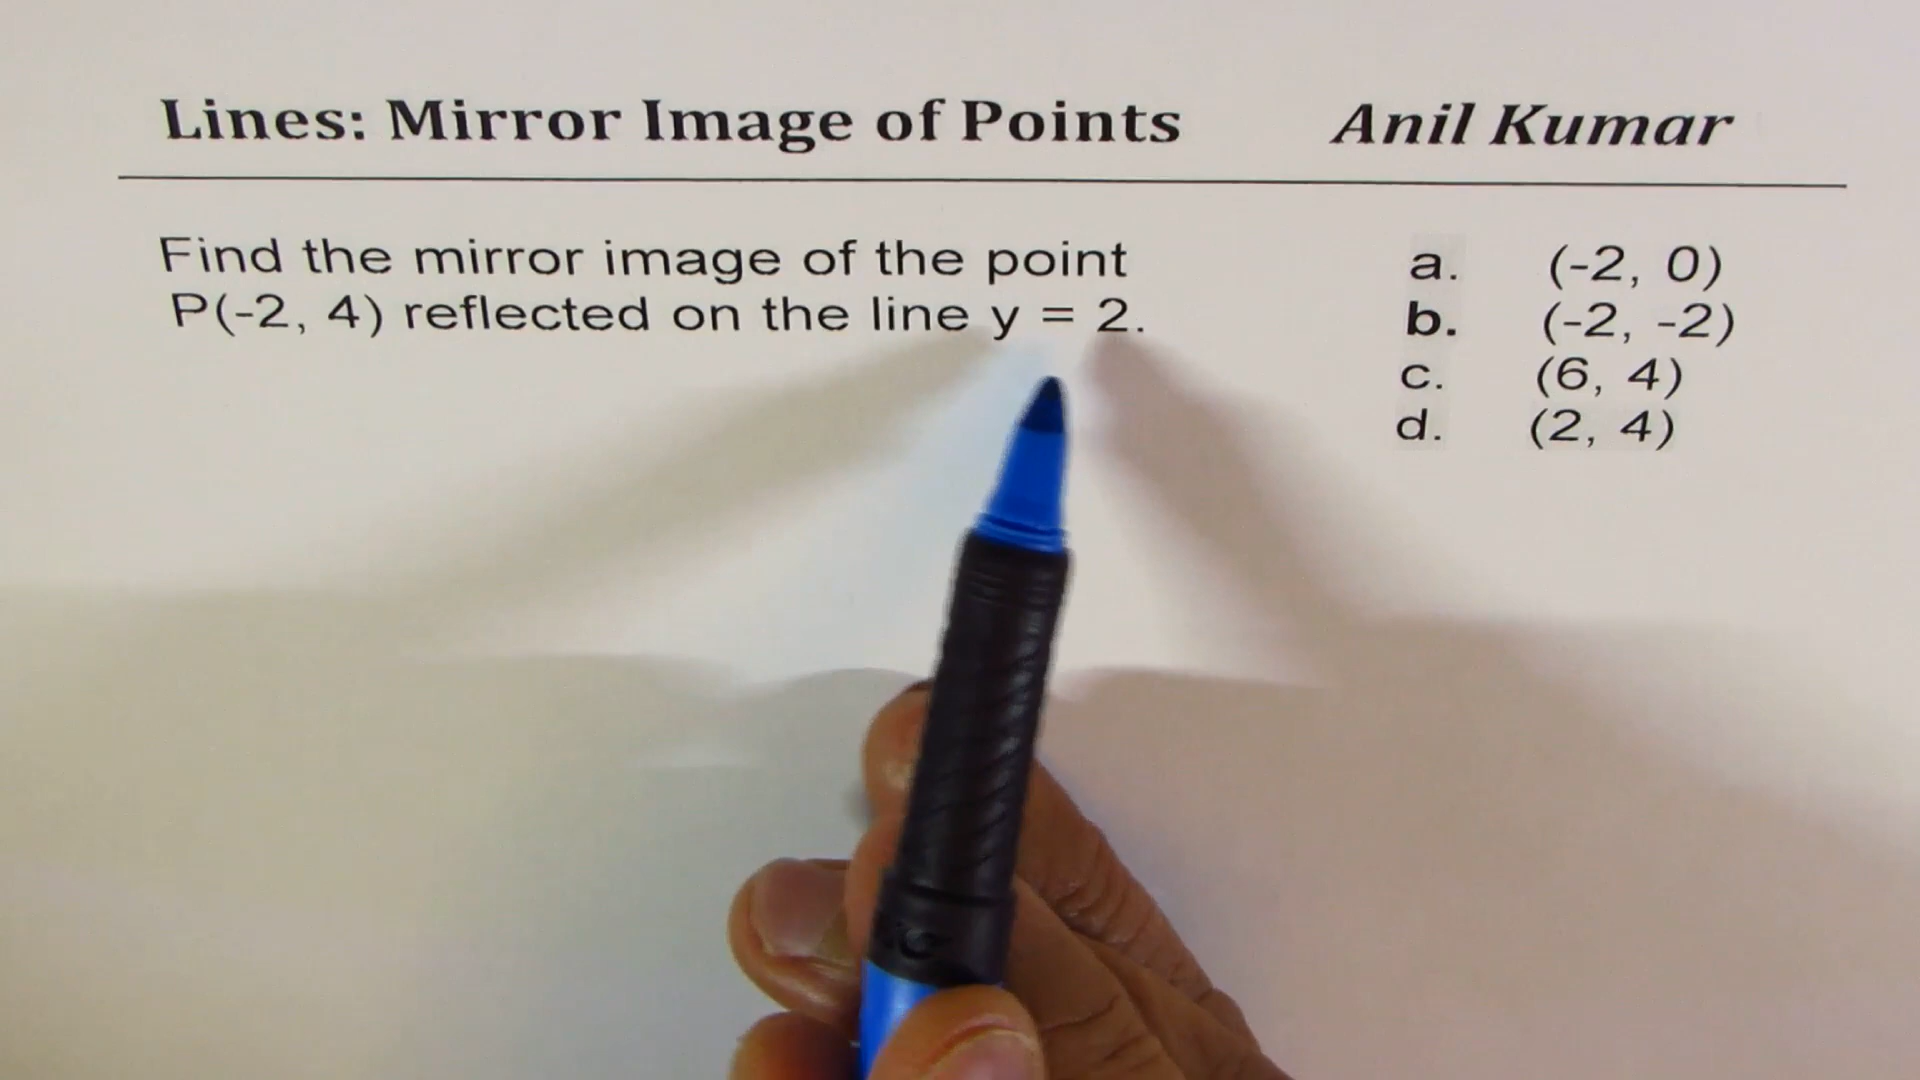 Lines: Mirror Image of Points Anil Kumar
Find the mirror image of the point
P(-2, 4) reflected on the line y = 2.
a. (-2, 0)
b. (-2, -2)
c. (6, 4)
d. (2, 4)